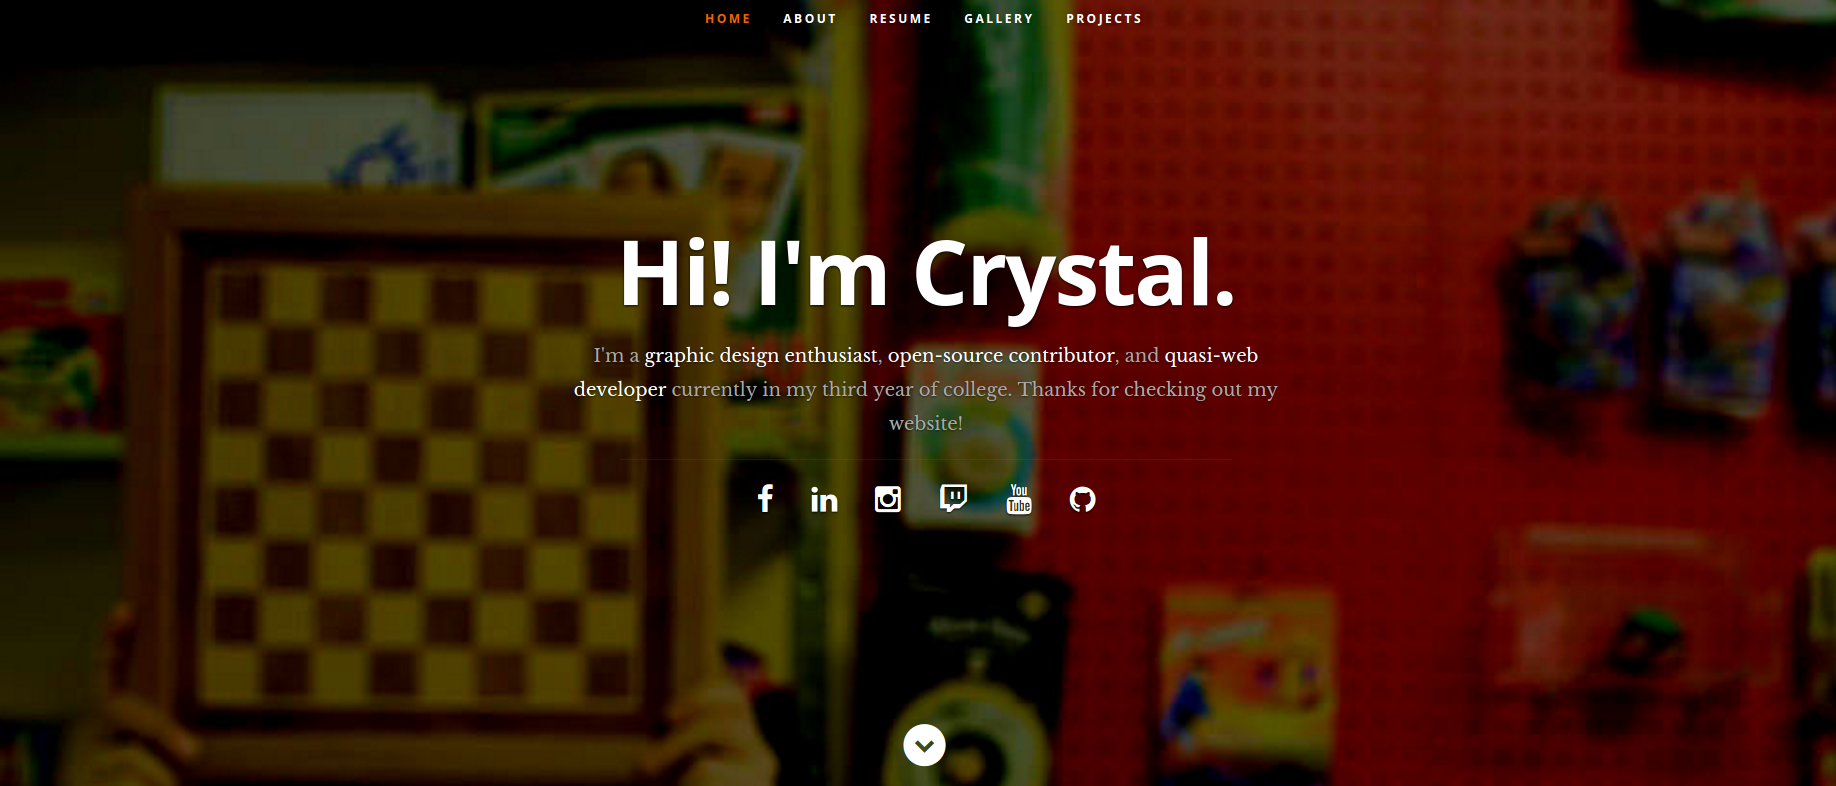 HOME ABOUT RESUME GALLERY PROJECTS
Hi! I'm Crystal.
I'm a graphic design enthusiast, open-source contributor, and quasi-web
developer currently in my third year of college. Thanks for checking out my
website!
You
Tube